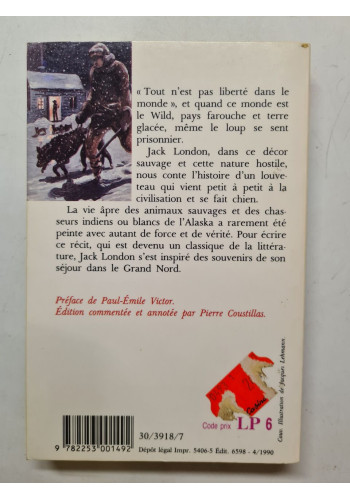 « Tout n'est pas liberté dans le
monde », et quand ce monde est
le Wild, pays farouche et terre
glacée, même le loup se sent
prisonnier.
Jack London, dans ce décor
sauvage et cette nature hostile,
nous conte l'histoire d'un louve-
teau qui vient petit à petit à la
civilisation et se fait chien.
La vie âpre des animaux sauvages et des chas-
seurs indiens ou blancs de l'Alaska a rarement été
peinte avec autant de force et de vérité. Pour écrire
ce récit, qui est devenu un classique de la littéra-
ture, Jack London s'est inspiré des souvenirs de son
séjour dans le Grand Nord.
Préface de Paul-Émile Victor.
Édition commentée et annotée par Pierre Coustillas.
Couv. Illustration de Jacques Lehmann.
Code prix LP 6
30/3918/7
9 782253 001492
Dépôt légal Impr. 5406-5 Édit. 6598 - 4/1990